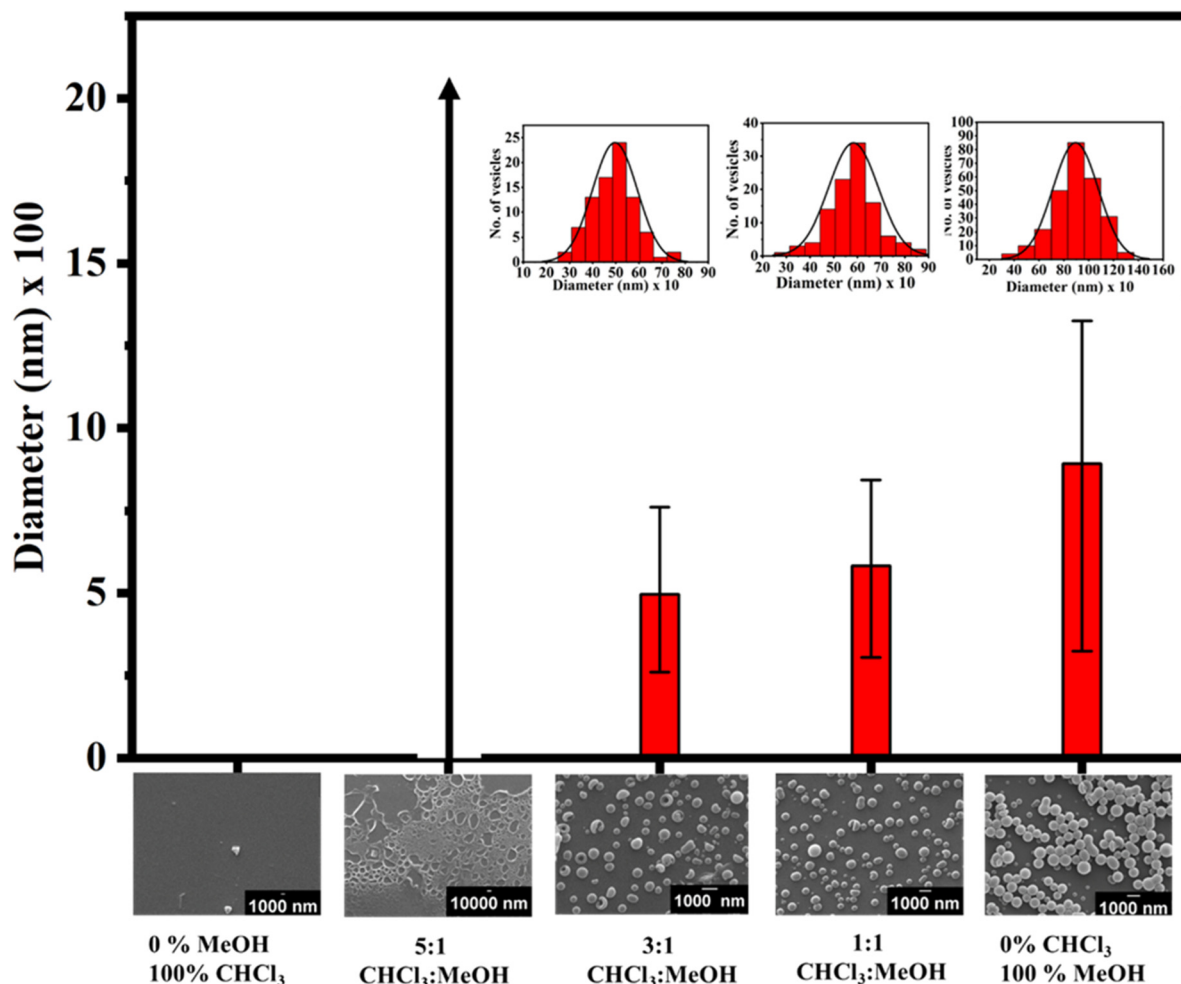 Diameter (nm) x 100
20
15
10
5
0
No. of vesicles
25
20
15
10
5
0
10 20 30 40 50 60 70 80 90
Diameter (nm) x 10
No. of vesicles
40
30
20
10
0
20 30 40 50 60 70 80 90
Diameter (nm) x 10
No. of vesicles
100
90
80
70
60
50
40
30
20
10
0
20 40 60 80 100 120 140 160
Diameter (nm) x 10
1000 nm
10000 nm
1000 nm
1000 nm
1000 nm
0 % MeOH
100% CHCl₃
5:1
CHCl₃:MeOH
3:1
CHCl₃:MeOH
1:1
CHCl₃:MeOH
0% CHCl₃
100 % MeOH